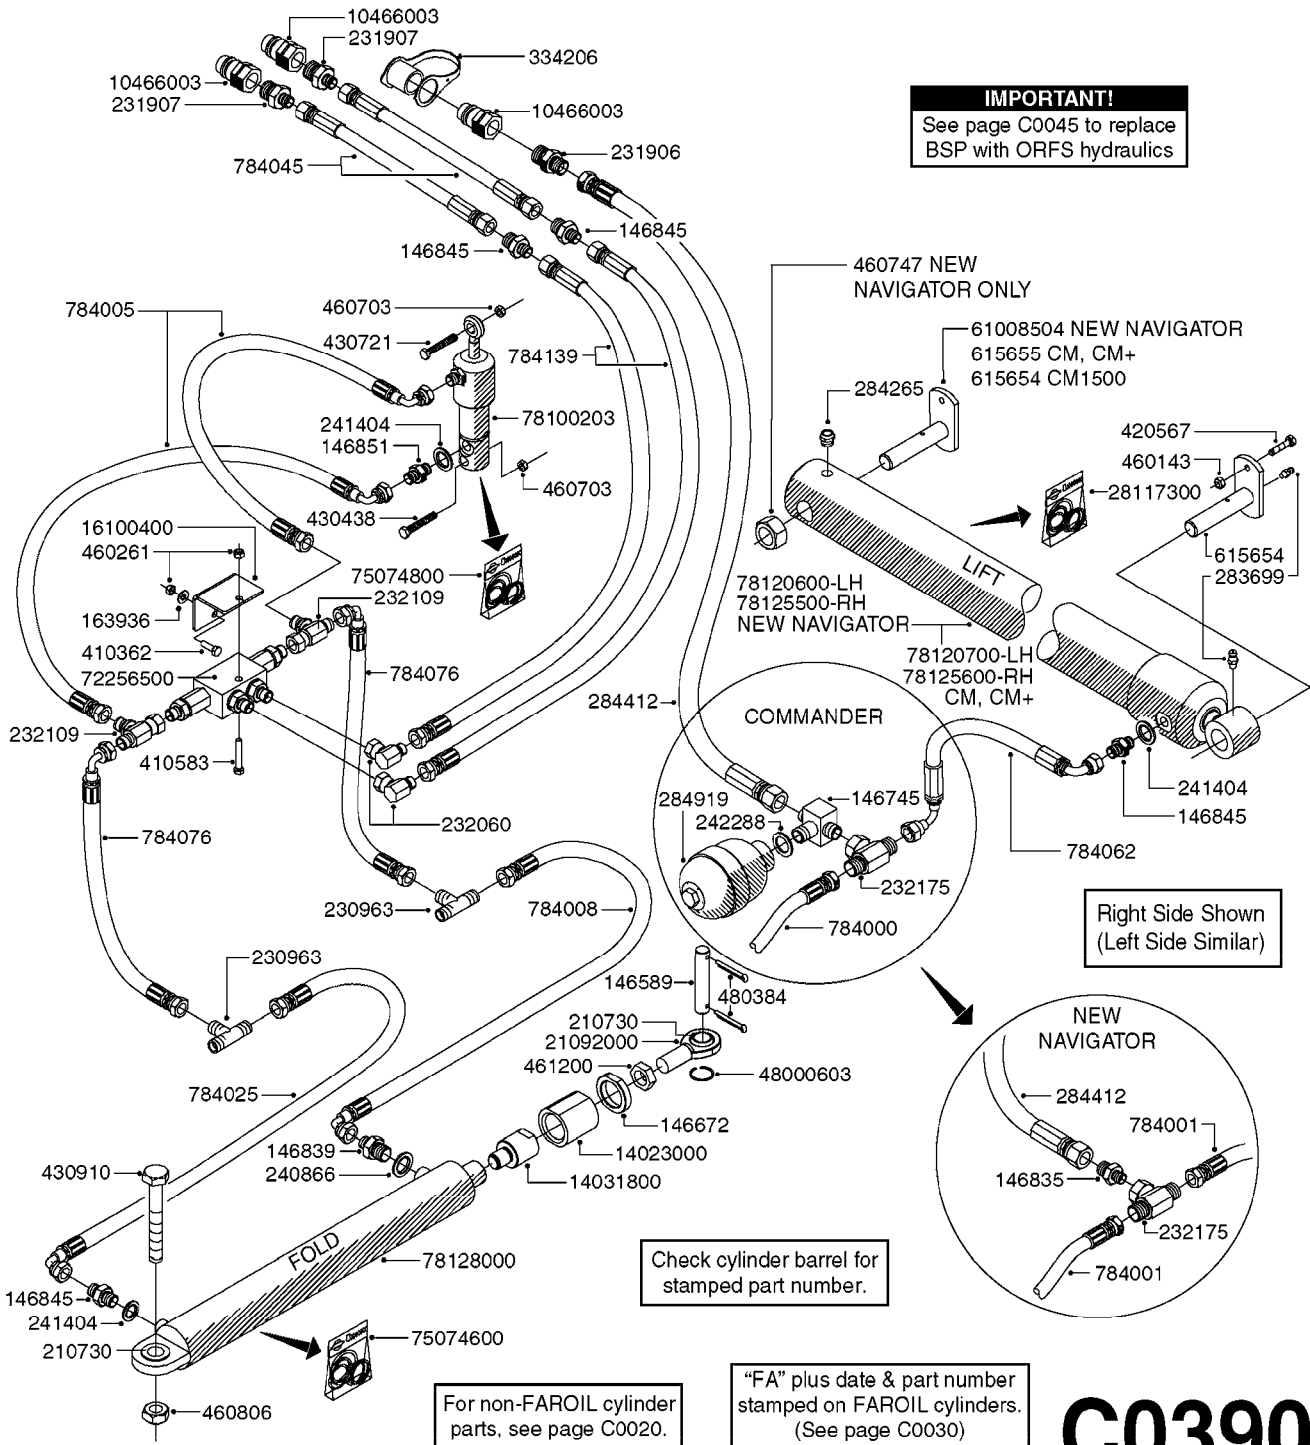 10466003
231907
334206
10466003
231907
10466003
231906
IMPORTANT!
See page C0045 to replace
BSP with ORFS hydraulics
784045
146845
146845
460747 NEW
NAVIGATOR ONLY
784005
460703
430721
784139
61008504 NEW NAVIGATOR
615655 CM, CM+
615654 CM1500
284265
78100203
241404
146851
420567
460143
28117300
460703
430438
16100400
460261
LIFT
615654
283699
75074800
232109
163936
78120600-LH
78125500-RH
NEW NAVIGATOR
410362
72256500
784076
78120700-LH
78125600-RH
CM, CM+
284412
COMMANDER
232109
410583
241404
146845
284919
146745
242288
232060
784076
784062
232175
230963
784008
784000
Right Side Shown
(Left Side Similar)
230963
146589
480384
210730
21092000
461200
48000603
NEW
NAVIGATOR
784025
284412
784001
146672
146839
14023000
240866
14031800
430910
146835
232175
FOLD
78128000
Check cylinder barrel for
stamped part number.
784001
146845
241404
210730
75074600
460806
For non-FAROIL cylinder
parts, see page C0020.
“FA” plus date & part number
stamped on FAROIL cylinders.
(See page C0030)
C0390